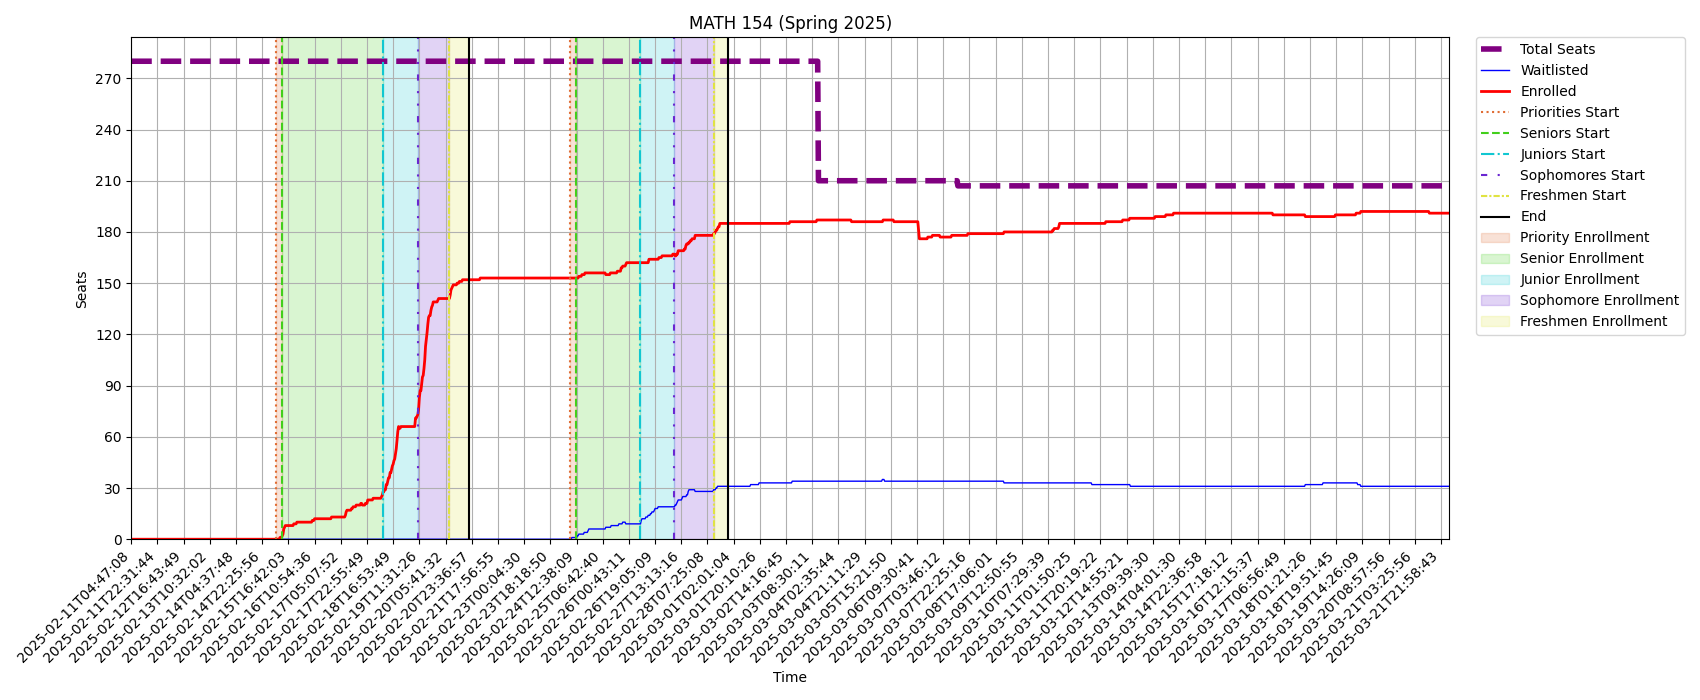 MATH 154 (Spring 2025)
Seats
270
240
210
180
150
120
90
60
30
0
2025-02-11T04:47:08
2025-02-11T22:31:44
2025-02-12T16:43:49
2025-02-13T10:32:02
2025-02-14T04:37:48
2025-02-14T22:25:56
2025-02-15T16:42:03
2025-02-16T10:54:36
2025-02-17T05:07:52
2025-02-17T22:55:49
2025-02-18T16:53:49
2025-02-19T11:31:26
2025-02-20T05:41:32
2025-02-20T23:36:57
2025-02-21T17:56:55
2025-02-23T00:04:30
2025-02-23T18:18:50
2025-02-24T12:38:09
2025-02-25T06:42:40
2025-02-26T00:43:11
2025-02-26T19:05:09
2025-02-27T13:13:16
2025-02-28T07:25:08
2025-03-01T02:01:04
2025-03-01T20:10:26
2025-03-02T14:16:45
2025-03-03T08:30:11
2025-03-04T02:35:44
2025-03-04T21:11:29
2025-03-05T15:21:50
2025-03-06T09:30:41
2025-03-07T03:46:12
2025-03-07T22:25:16
2025-03-08T17:06:01
2025-03-09T12:50:55
2025-03-10T07:29:39
2025-03-11T01:50:25
2025-03-11T20:19:22
2025-03-12T14:55:21
2025-03-13T09:39:30
2025-03-14T04:01:30
2025-03-14T22:36:58
2025-03-15T17:18:12
2025-03-16T12:15:37
2025-03-17T06:56:49
2025-03-18T01:21:26
2025-03-18T19:51:45
2025-03-19T14:26:09
2025-03-20T08:57:56
2025-03-21T03:25:56
2025-03-21T21:58:43
Time
Total Seats
Waitlisted
Enrolled
Priorities Start
Seniors Start
Juniors Start
Sophomores Start
Freshmen Start
End
Priority Enrollment
Senior Enrollment
Junior Enrollment
Sophomore Enrollment
Freshmen Enrollment